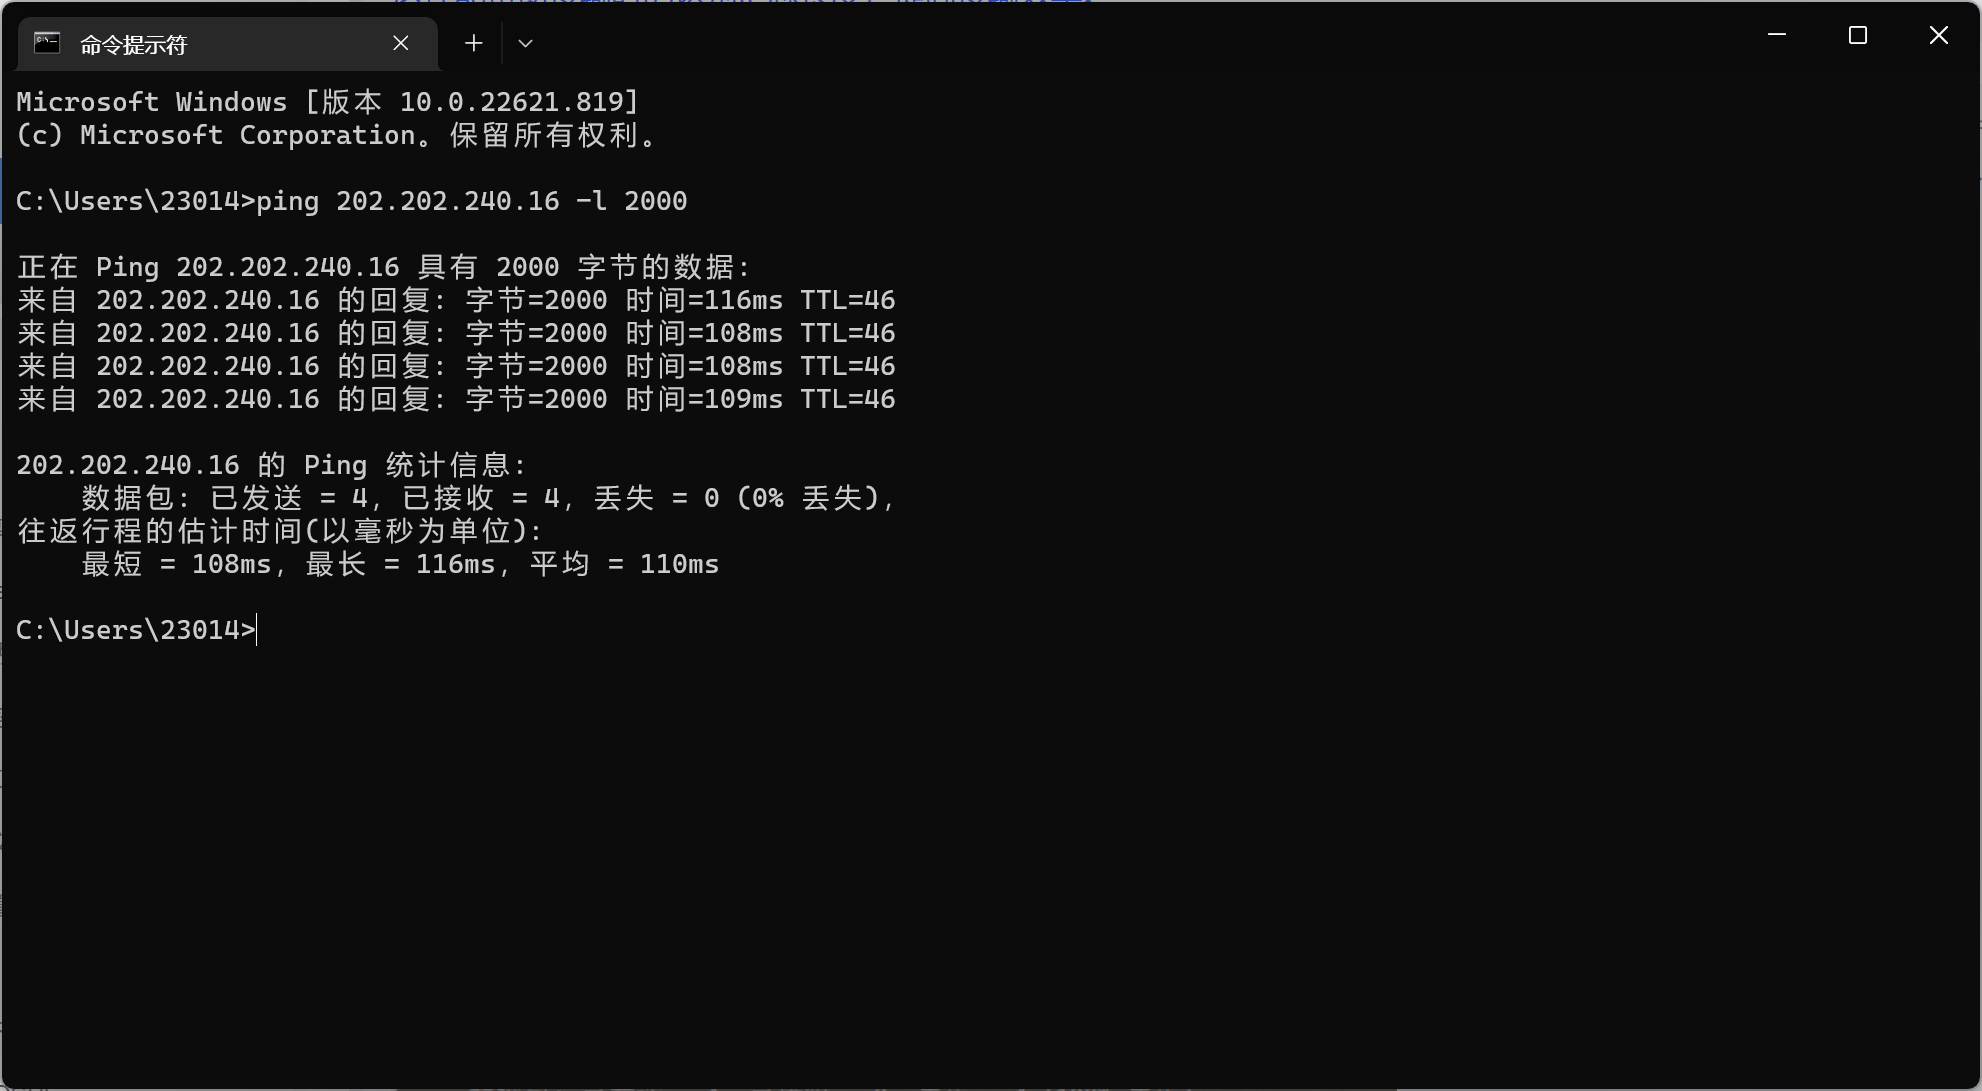 命令提示符
Microsoft Windows [版本 10.0.22621.819]
(c) Microsoft Corporation。保留所有权利。
C:\Users\23014>ping 202.202.240.16 -l 2000
正在 Ping 202.202.240.16 具有 2000 字节的数据:
来自 202.202.240.16 的回复: 字节=2000 时间=116ms TTL=46
来自 202.202.240.16 的回复: 字节=2000 时间=108ms TTL=46
来自 202.202.240.16 的回复: 字节=2000 时间=108ms TTL=46
来自 202.202.240.16 的回复: 字节=2000 时间=109ms TTL=46
202.202.240.16 的 Ping 统计信息:
数据包: 已发送 = 4, 已接收 = 4, 丢失 = 0 (0% 丢失),
往返行程的估计时间(以毫秒为单位):
最短 = 108ms, 最长 = 116ms, 平均 = 110ms
C:\Users\23014>